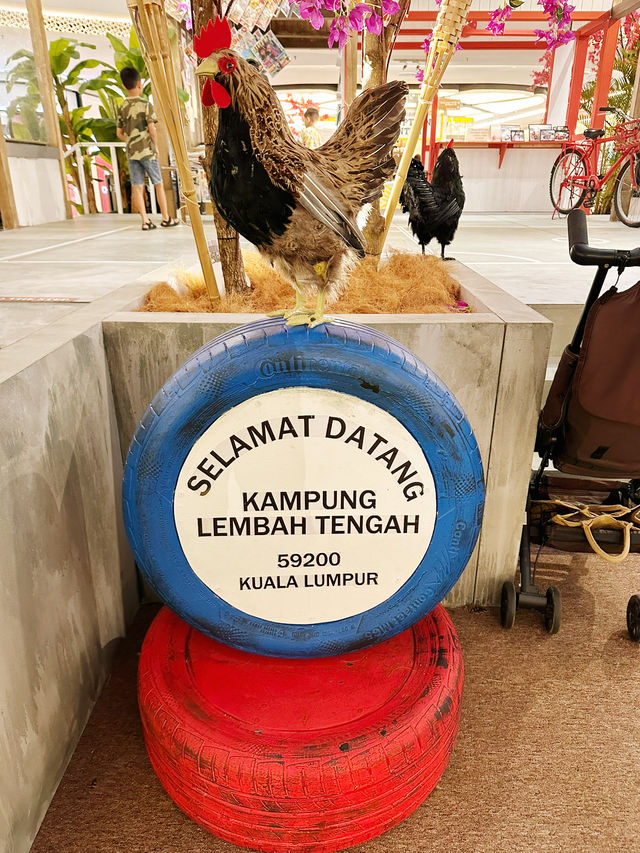 SELAMAT DATANG
KAMPUNG
LEMBAH TENGAH
59200
KUALA LUMPUR